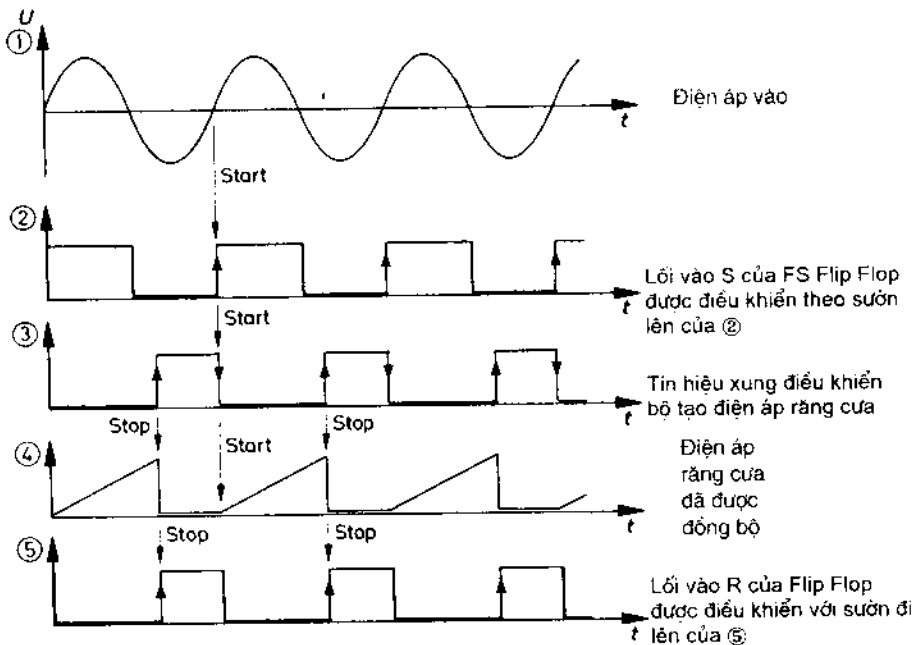 U
①
Điện áp vào
t
Start
②
Lối vào S của FS Flip Flop
được điều khiển theo sườn
lên của ②
t
Start
③
Tín hiệu xung điều khiển
bộ tạo điện áp răng cưa
t
Stop
Start
Stop
④
Điện áp
răng cưa
đã được
đồng bộ
t
Stop
Stop
⑤
Lối vào R của Flip Flop
được điều khiển với sườn đi
lên của ⑤
t